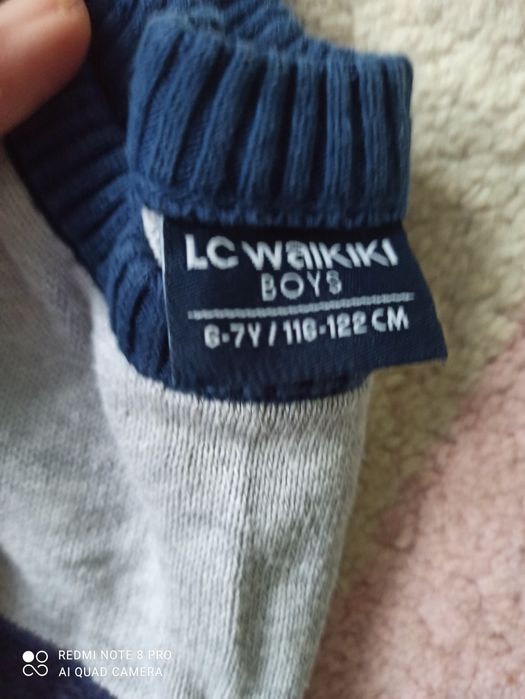 LC WAIKIKI
BOYS
6-7Y / 116-122 CM
REDMI NOTE 8 PRO
AI QUAD CAMERA